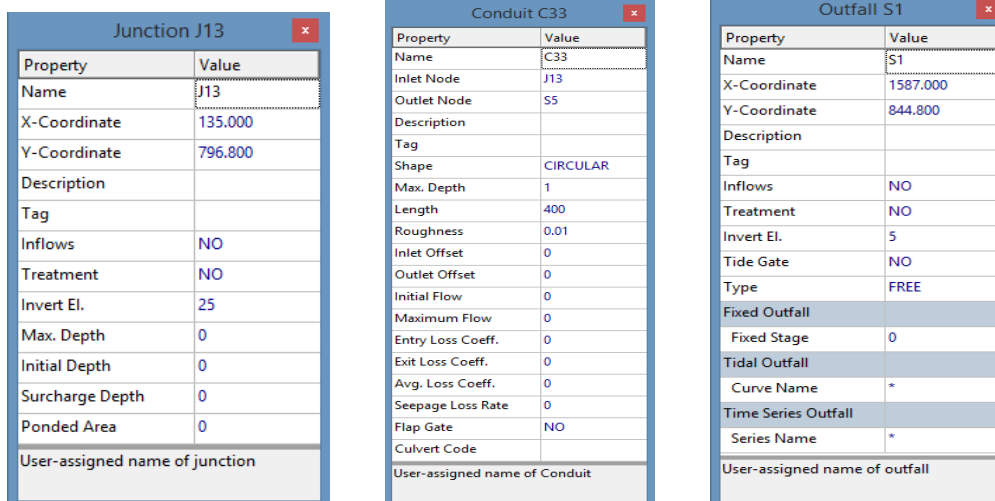 Junction J13
x
Property Value
Name J13
X-Coordinate 135.000
Y-Coordinate 796.800
Description
Tag
Inflows NO
Treatment NO
Invert El. 25
Max. Depth 0
Initial Depth 0
Surcharge Depth 0
Ponded Area 0
User-assigned name of junction
Conduit C33
x
Property Value
Name C33
Inlet Node J13
Outlet Node S5
Description
Tag
Shape CIRCULAR
Max. Depth 1
Length 400
Roughness 0.01
Inlet Offset 0
Outlet Offset 0
Initial Flow 0
Maximum Flow 0
Entry Loss Coeff. 0
Exit Loss Coeff. 0
Avg. Loss Coeff. 0
Seepage Loss Rate 0
Flap Gate NO
Culvert Code
User-assigned name of Conduit
Outfall S1
x
Property Value
Name S1
X-Coordinate 1587.000
Y-Coordinate 844.800
Description
Tag
Inflows NO
Treatment NO
Invert El. 5
Tide Gate NO
Type FREE
Fixed Outfall
Fixed Stage 0
Tidal Outfall
Curve Name *
Time Series Outfall
Series Name *
User-assigned name of outfall